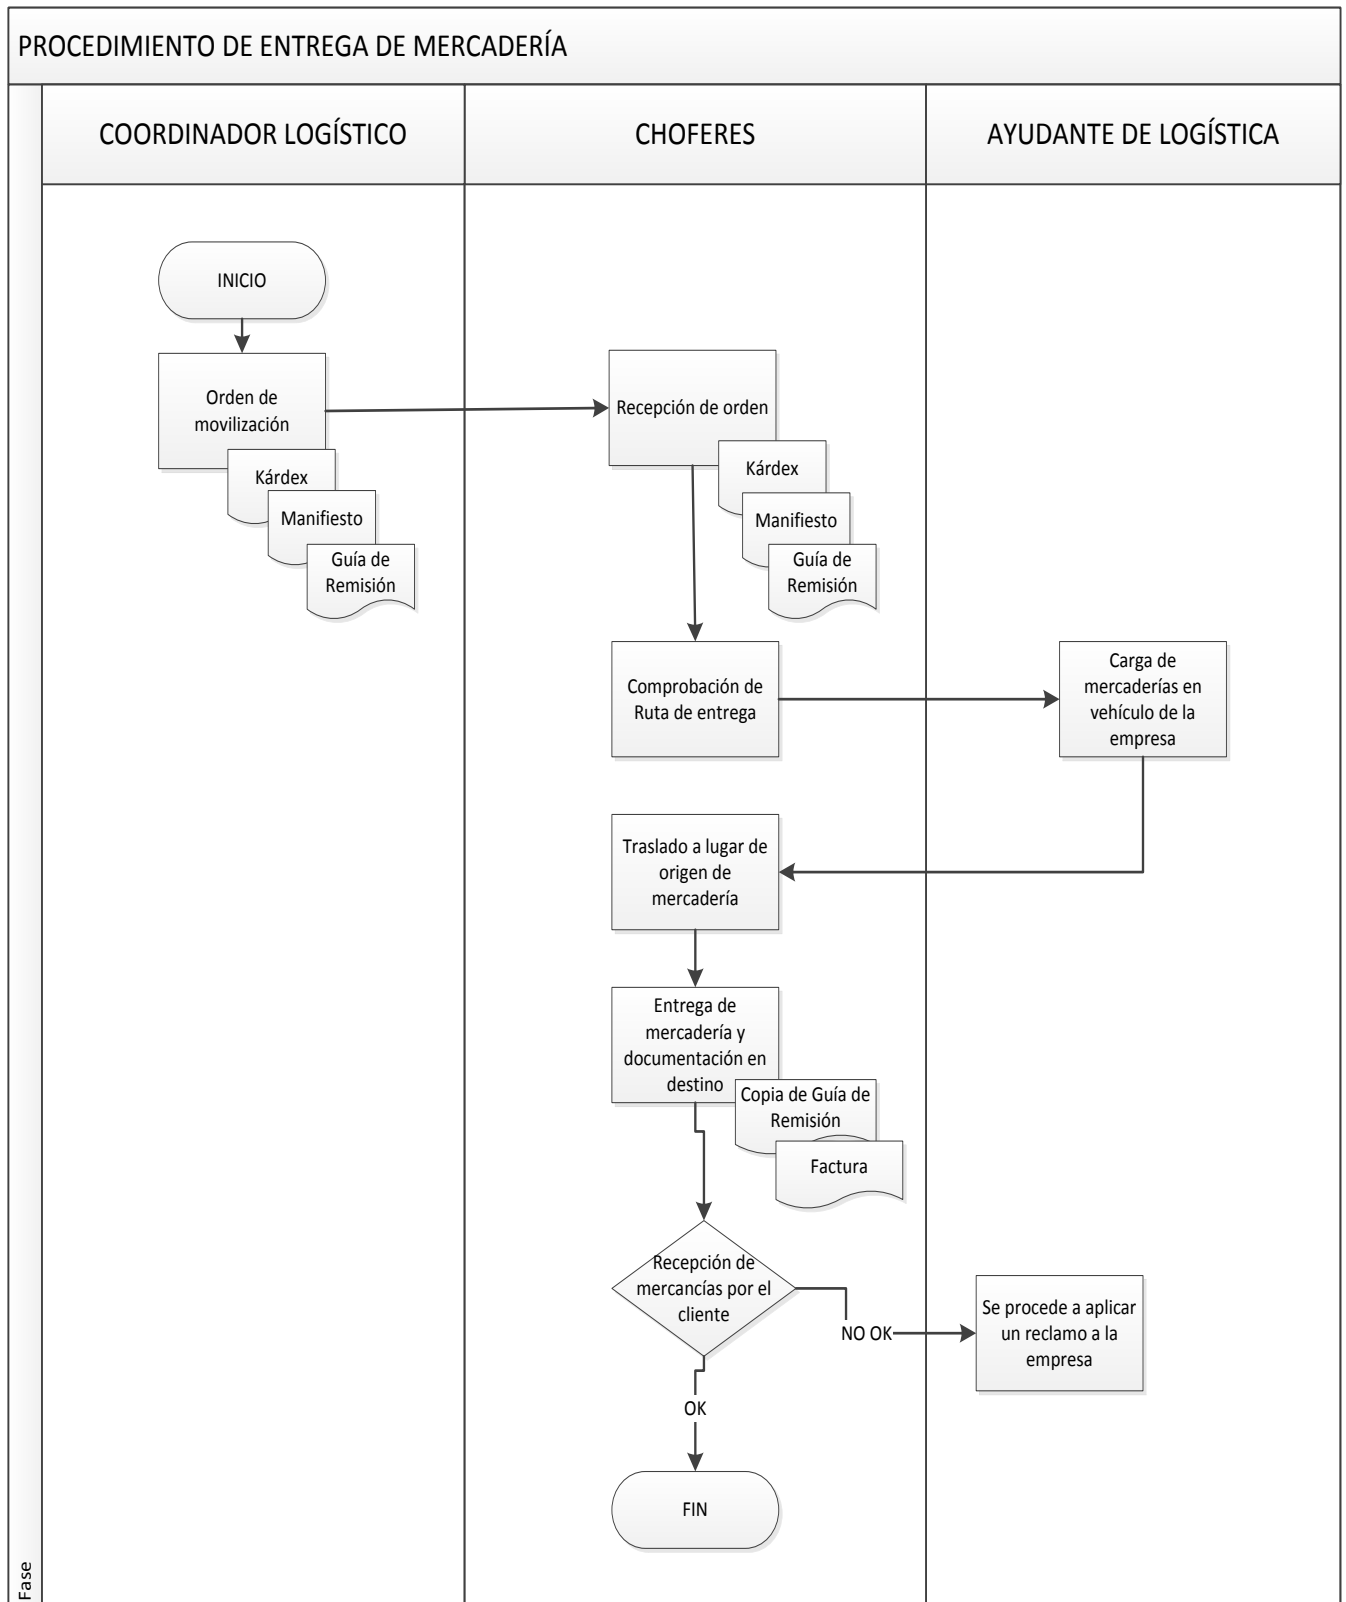 PROCEDIMIENTO DE ENTREGA DE MERCADERÍA
COORDINADOR LOGÍSTICO
CHOFERES
AYUDANTE DE LOGÍSTICA
INICIO
Orden de
movilización
Kárdex
Manifiesto
Guía de
Remisión
Recepción de orden
Kárdex
Manifiesto
Guía de
Remisión
Comprobación de
Ruta de entrega
Carga de
mercaderías en
vehículo de la
empresa
Traslado a lugar de
origen de
mercadería
Entrega de
mercadería y
documentación en
destino
Copia de Guía de
Remisión
Factura
Recepción de
mercancías por el
cliente
NO OK
Se procede a aplicar
un reclamo a la
empresa
OK
FIN
Fase